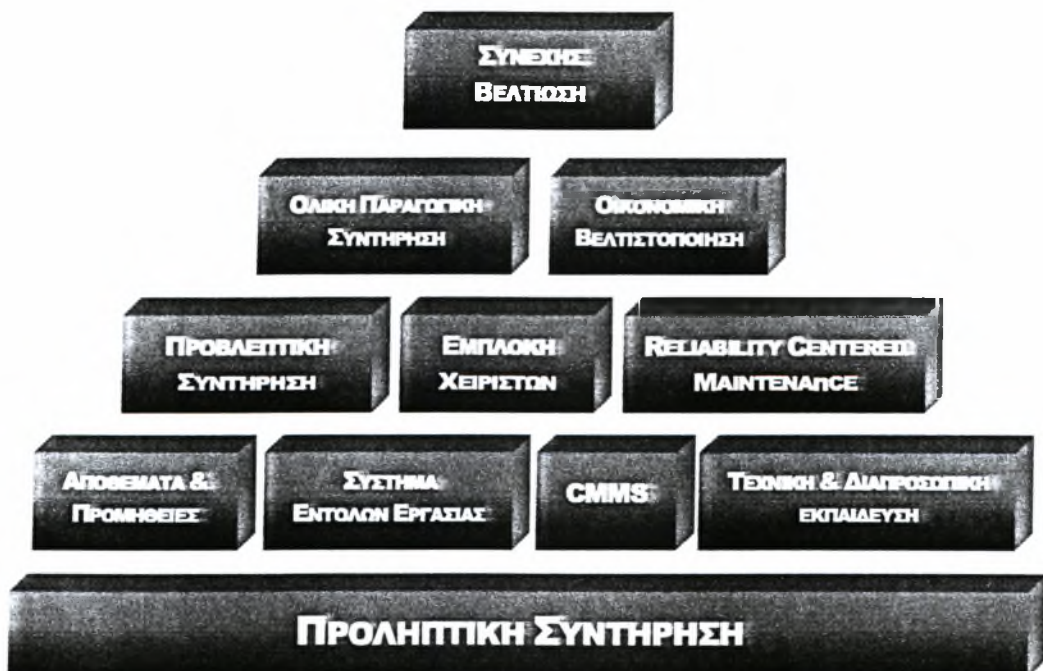 ΣΥΝΕΧΗΣ
ΒΕΛΤΙΩΣΗ
ΟΛΙΚΗ ΠΑΡΑΓΩΓΙΚΗ
ΣΥΝΤΗΡΗΣΗ
ΟΙΚΟΝΟΜΙΚΗ
ΒΕΛΤΙΣΤΟΠΟΙΗΣΗ
ΠΡΟΒΛΕΠΤΙΚΗ
ΣΥΝΤΗΡΗΣΗ
ΕΜΠΛΟΚΗ
ΧΕΙΡΙΣΤΩΝ
RELIABILITY CENTERED
MAINTENAnCE
ΑΠΟΘΕΜΑΤΑ &
ΠΡΟΜΗΘΕΙΕΣ
ΣΥΣΤΗΜΑ
ΕΝΤΟΛΩΝ ΕΡΓΑΣΙΑΣ
CMMS
ΤΕΧΝΙΚΗ & ΔΙΑΠΡΟΣΩΠΙΚΗ
ΕΚΠΑΙΔΕΥΣΗ
ΠΡΟΛΗΠΤΙΚΗ ΣΥΝΤΗΡΗΣΗ